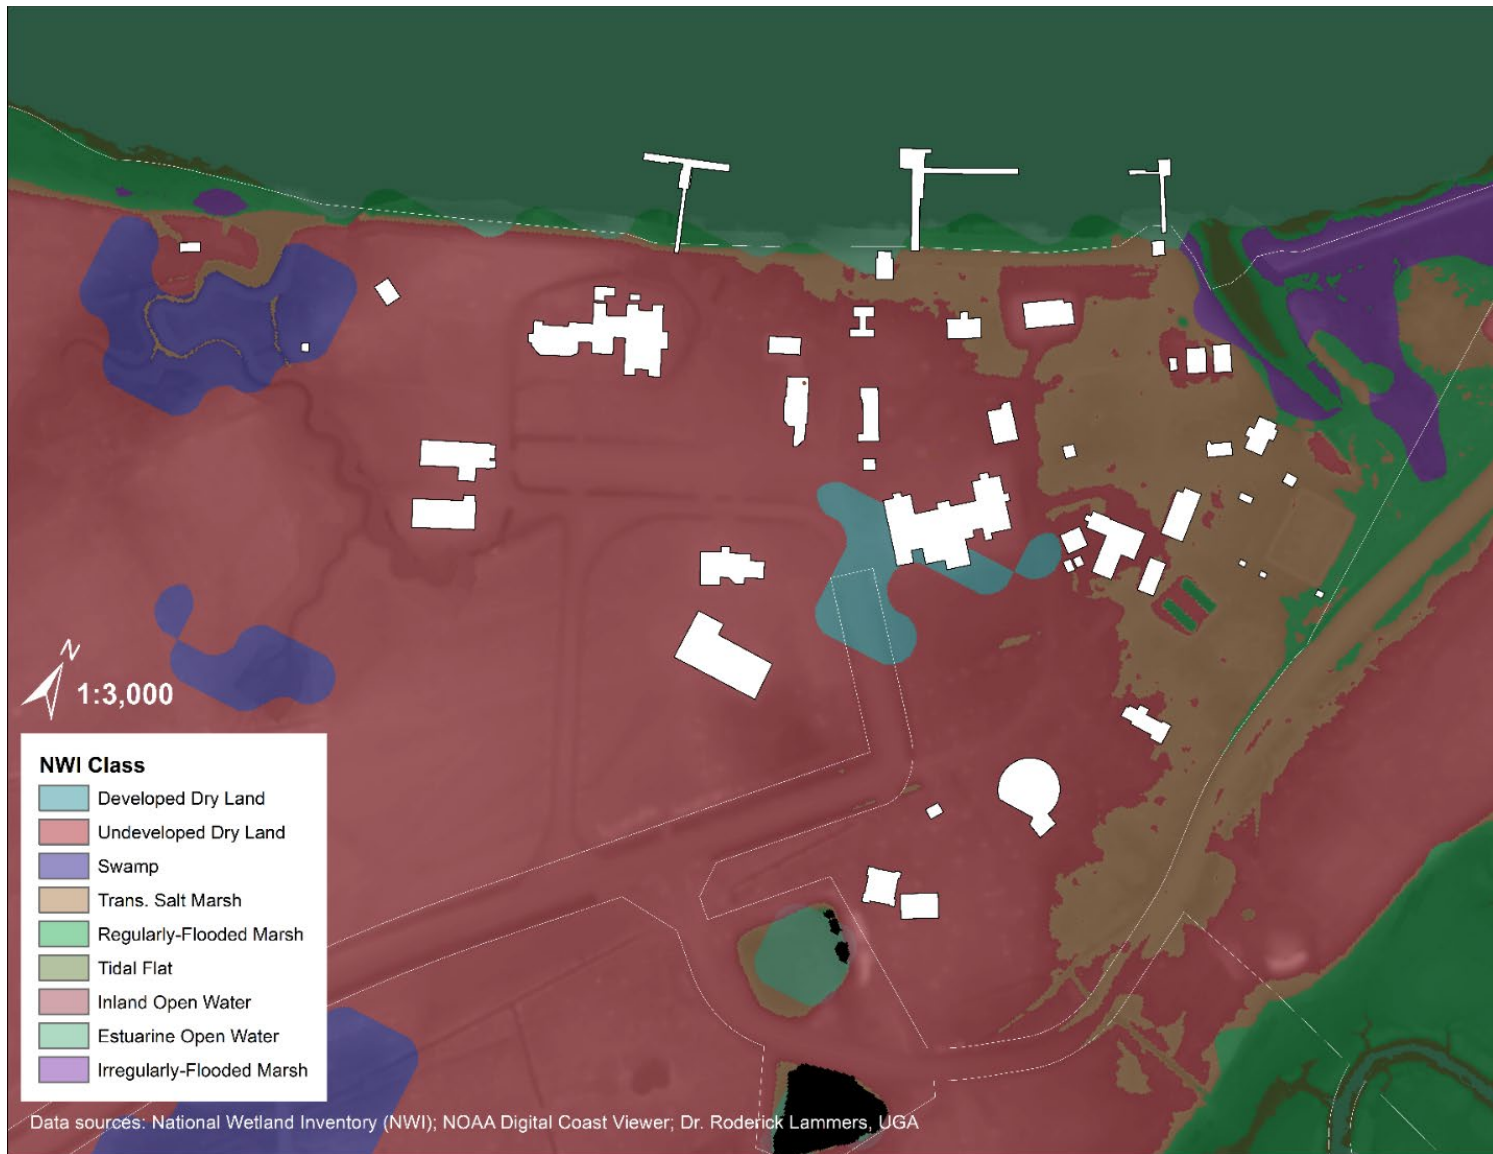 N
1:3,000
NWI Class
Developed Dry Land
Undeveloped Dry Land
Swamp
Trans. Salt Marsh
Regularly-Flooded Marsh
Tidal Flat
Inland Open Water
Estuarine Open Water
Irregularly-Flooded Marsh
Data sources: National Wetland Inventory (NWI); NOAA Digital Coast Viewer; Dr. Roderick Lammers, UGA